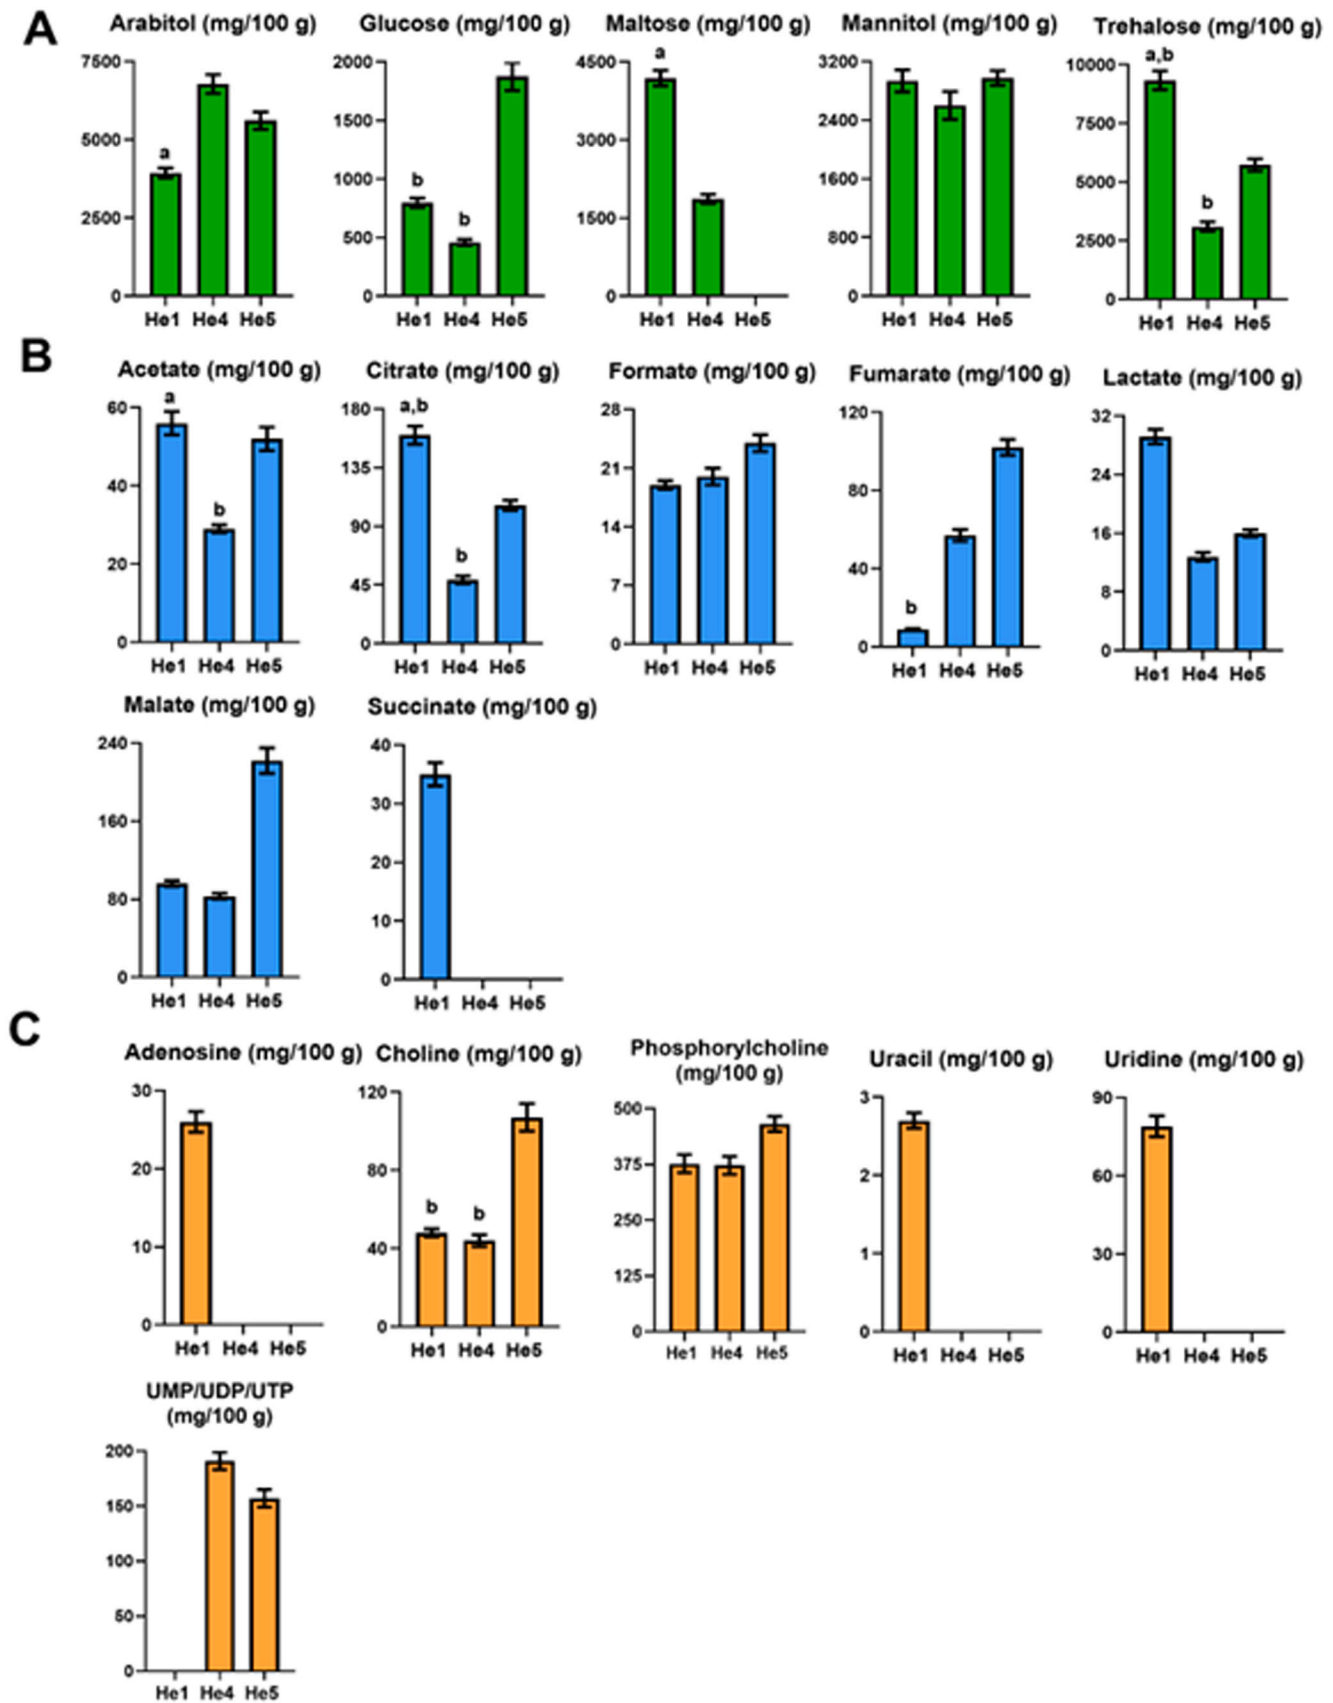 A
Arabitol (mg/100 g)
7500
5000
2500
0
a
He1 He4 He5
Glucose (mg/100 g)
2000
1500
1000
500
0
b
b
He1 He4 He5
Maltose (mg/100 g)
4500
3000
1500
0
a
He1 He4 He5
Mannitol (mg/100 g)
3200
2400
1600
800
0
He1 He4 He5
Trehalose (mg/100 g)
10000
7500
5000
2500
0
a,b
b
He1 He4 He5
B
Acetate (mg/100 g)
60
40
20
0
a
b
He1 He4 He5
Citrate (mg/100 g)
180
135
90
45
0
a,b
b
He1 He4 He5
Formate (mg/100 g)
28
21
14
7
0
He1 He4 He5
Fumarate (mg/100 g)
120
80
40
0
b
He1 He4 He5
Lactate (mg/100 g)
32
24
16
8
0
He1 He4 He5
Malate (mg/100 g)
240
160
80
0
He1 He4 He5
Succinate (mg/100 g)
40
30
20
10
0
He1 He4 He5
C
Adenosine (mg/100 g)
30
20
10
0
He1 He4 He5
Choline (mg/100 g)
120
80
40
0
b
b
He1 He4 He5
Phosphorylcholine
(mg/100 g)
500
375
250
125
0
He1 He4 He5
Uracil (mg/100 g)
3
2
1
0
He1 He4 He5
Uridine (mg/100 g)
90
60
30
0
He1 He4 He5
UMP/UDP/UTP
(mg/100 g)
200
150
100
50
0
He1 He4 He5